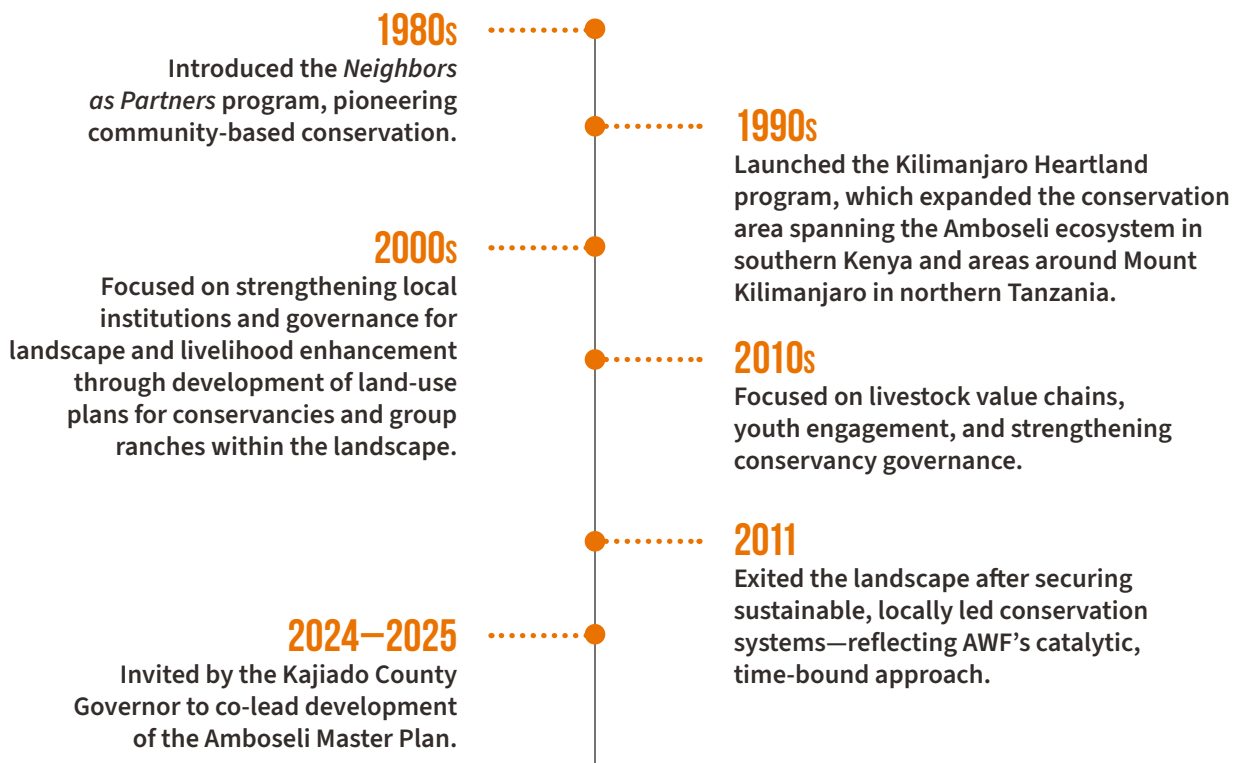 1980s
Introduced the Neighbors
as Partners program, pioneering
community-based conservation.
1990s
Launched the Kilimanjaro Heartland
program, which expanded the conservation
area spanning the Amboseli ecosystem in
southern Kenya and areas around Mount
Kilimanjaro in northern Tanzania.
2000s
Focused on strengthening local
institutions and governance for
landscape and livelihood enhancement
through development of land-use
plans for conservancies and group
ranches within the landscape.
2010s
Focused on livestock value chains,
youth engagement, and strengthening
conservancy governance.
2011
Exited the landscape after securing
sustainable, locally led conservation
systems—reflecting AWF’s catalytic,
time-bound approach.
2024—2025
Invited by the Kajiado County
Governor to co-lead development
of the Amboseli Master Plan.